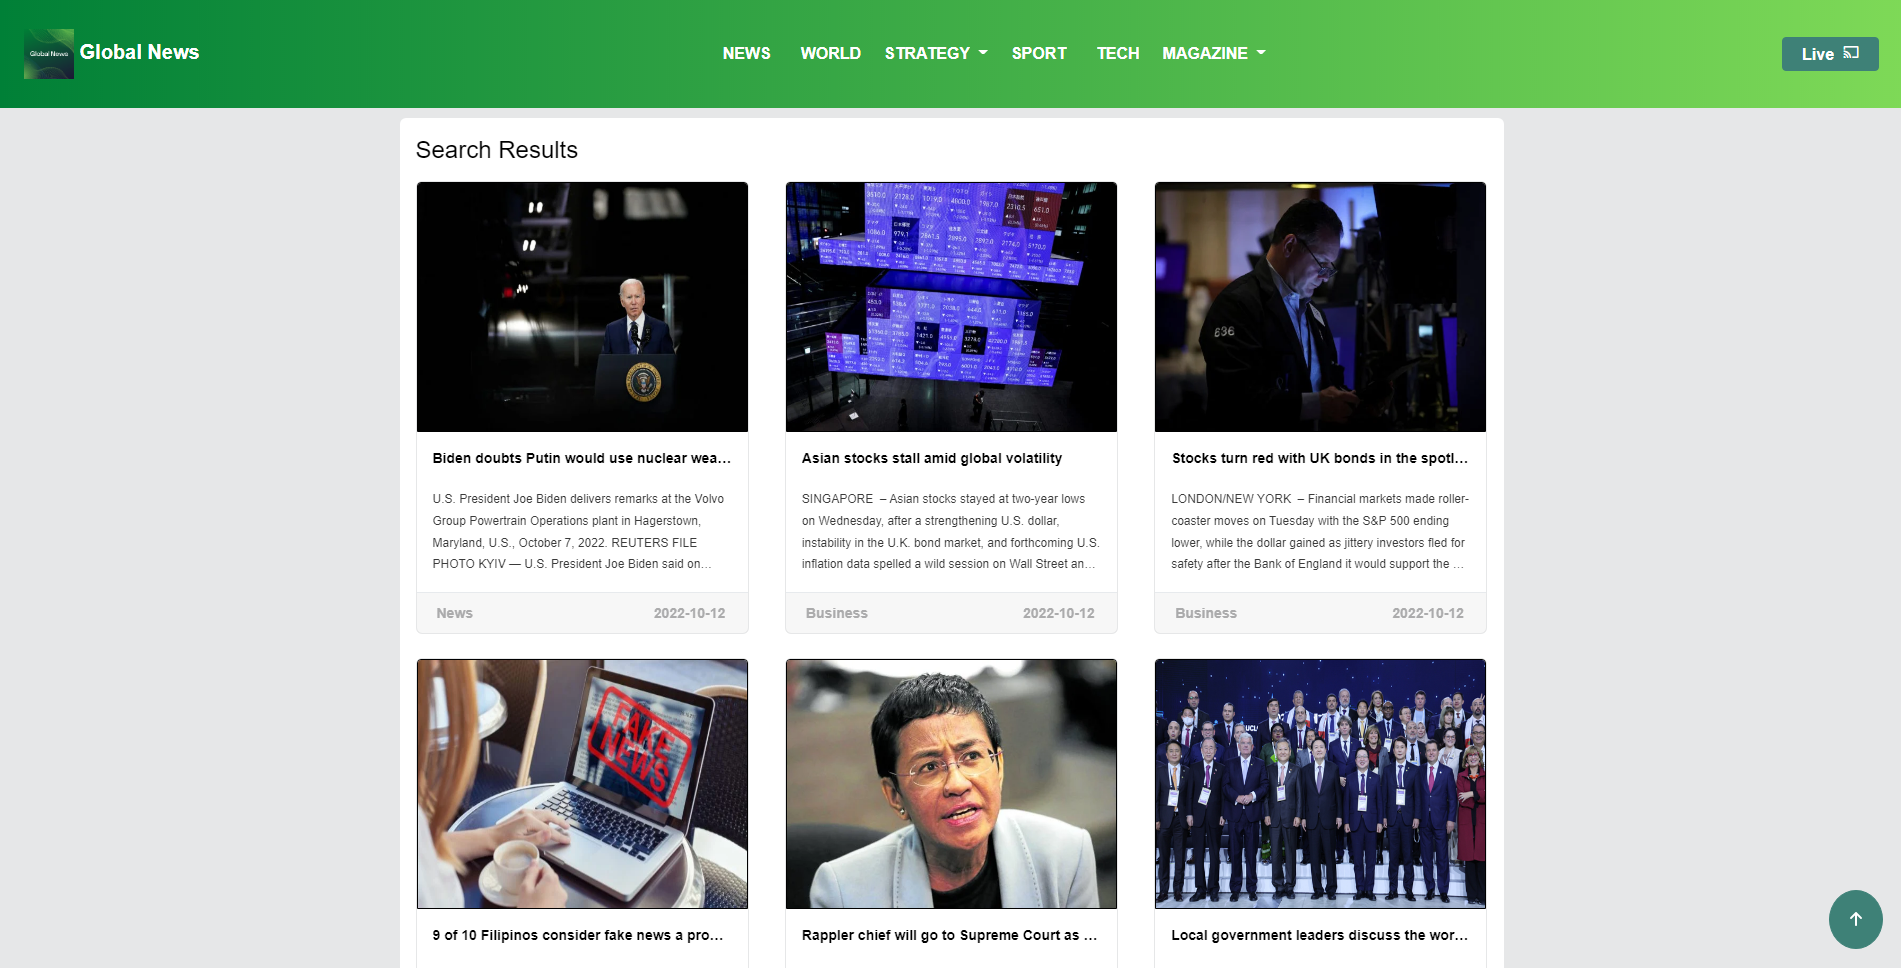 Global News
Global News
NEWS
WORLD
STRATEGY
SPORT
TECH
MAGAZINE
Live
Search Results
636
Biden doubts Putin would use nuclear wea...
U.S. President Joe Biden delivers remarks at the Volvo
Group Powertrain Operations plant in Hagerstown,
Maryland, U.S., October 7, 2022. REUTERS FILE
PHOTO KYIV — U.S. President Joe Biden said on...
News
2022-10-12
Asian stocks stall amid global volatility
SINGAPORE – Asian stocks stayed at two-year lows
on Wednesday, after a strengthening U.S. dollar,
instability in the U.K. bond market, and forthcoming U.S.
inflation data spelled a wild session on Wall Street an...
Business
2022-10-12
Stocks turn red with UK bonds in the spotl...
LONDON/NEW YORK – Financial markets made roller-
coaster moves on Tuesday with the S&P 500 ending
lower, while the dollar gained as jittery investors fled for
safety after the Bank of England it would support the ...
Business
2022-10-12
FAKE
NEWS
UCL
9 of 10 Filipinos consider fake news a pro...
Rappler chief will go to Supreme Court as ...
Local government leaders discuss the wor...